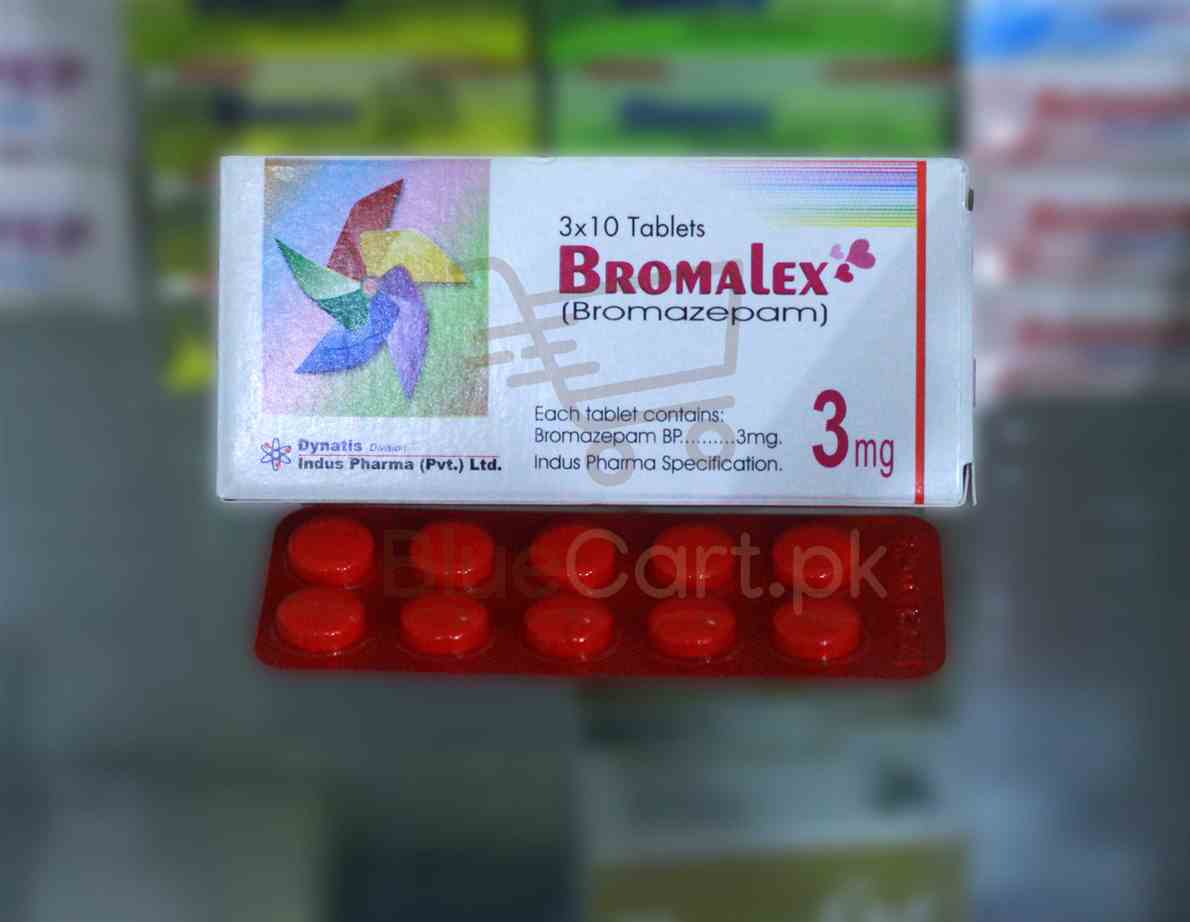 3x10 Tablets
BROMALEX
(Bromazepam)
Each tablet contains:
Bromazepam BP..........3mg.
Indus Pharma Specification.
3mg
Dynatis Division
Indus Pharma (Pvt.) Ltd.
BlueCart.pk